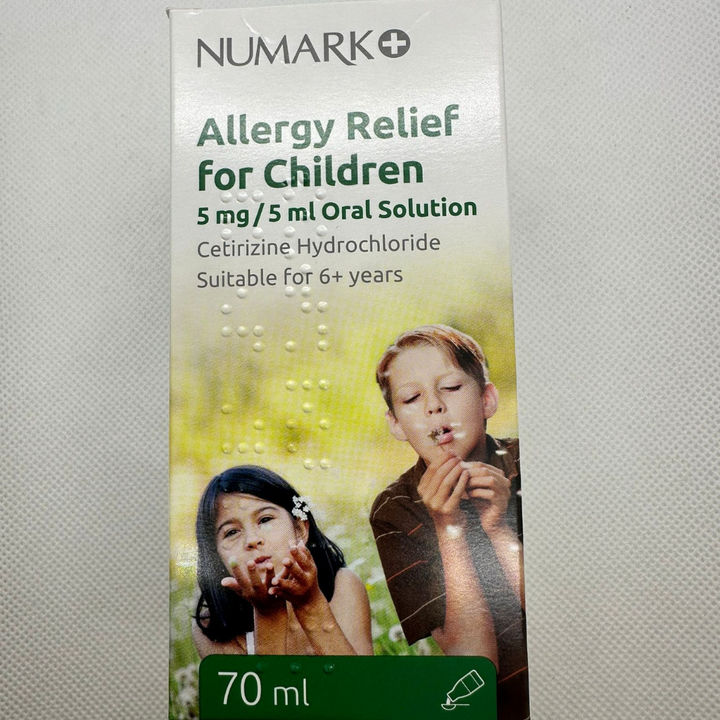 NUMARK
Allergy Relief
for Children
5 mg/5 ml Oral Solution
Cetirizine Hydrochloride
Suitable for 6+ years
70 ml